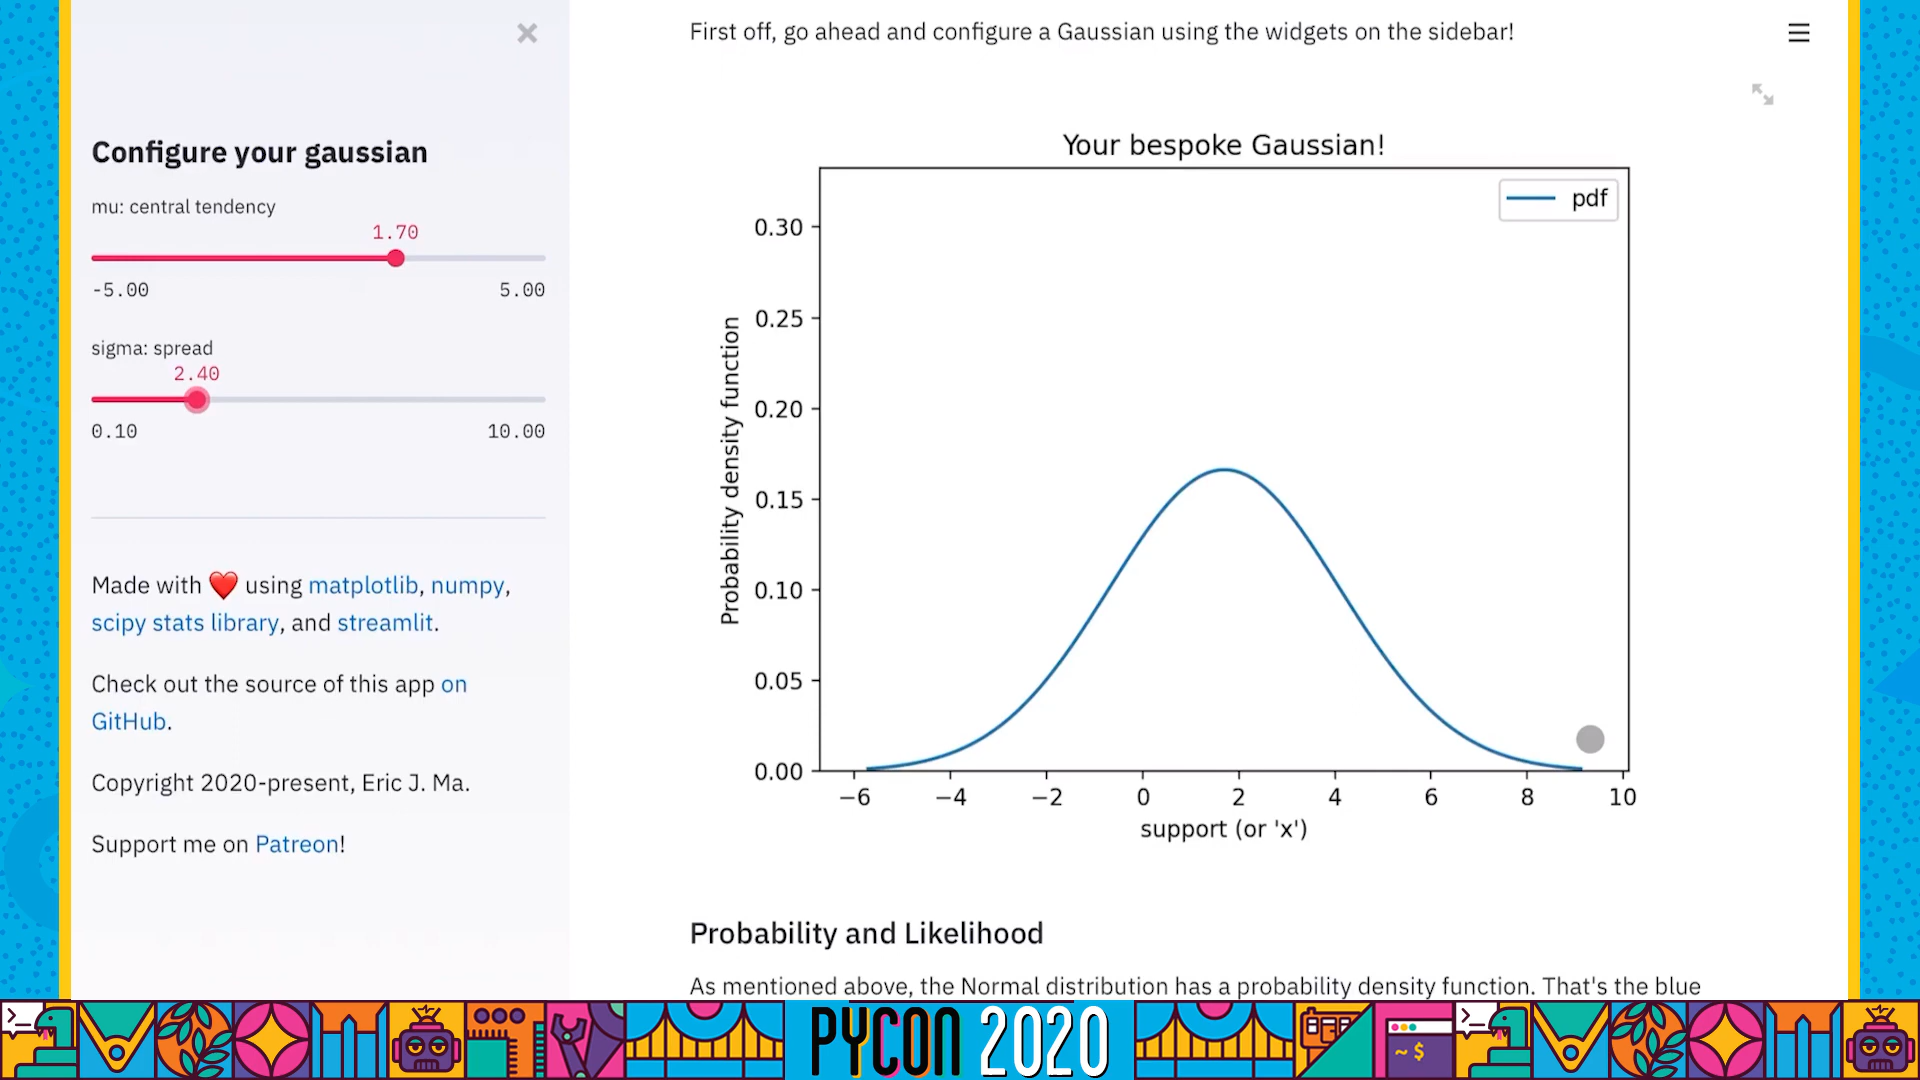 First off, go ahead and configure a Gaussian using the widgets on the sidebar!
Configure your gaussian
mu: central tendency
1.70
-5.00 5.00
sigma: spread
2.40
0.10 10.00
Made with ❤️ using matplotlib, numpy,
scipy stats library, and streamlit.
Check out the source of this app on
GitHub.
Copyright 2020-present, Eric J. Ma.
Support me on Patreon!
Your bespoke Gaussian!
pdf
Probability density function
0.30
0.25
0.20
0.15
0.10
0.05
0.00
−6 −4 −2 0 2 4 6 8 10
support (or 'x')
Probability and Likelihood
As mentioned above, the Normal distribution has a probability density function. That's the blue
PYCON 2020
~ $